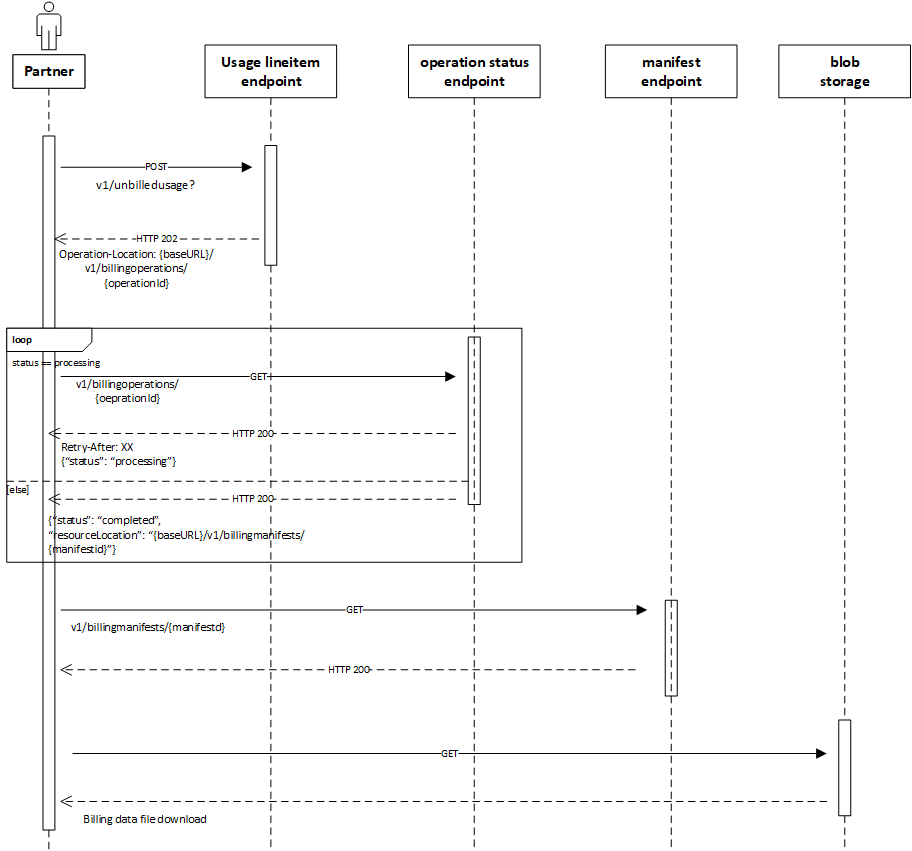 Partner
Usage lineitem
endpoint
operation status
endpoint
manifest
endpoint
blob
storage
POST
v1/unbilledusage?
HTTP 202
Operation-Location: {baseURL}/
v1/billingoperations/
{operationId}
loop
status == processing
GET
v1/billingoperations/
{oeprationId}
HTTP 200
Retry-After: XX
{“status”: “processing”}
[else]
HTTP 200
{“status”: “completed”,
“resourceLocation”: “{baseURL}/v1/billingmanifests/
{manifestid}”}
GET
v1/billingmanifests/{manifestd}
HTTP 200
GET
Billing data file download